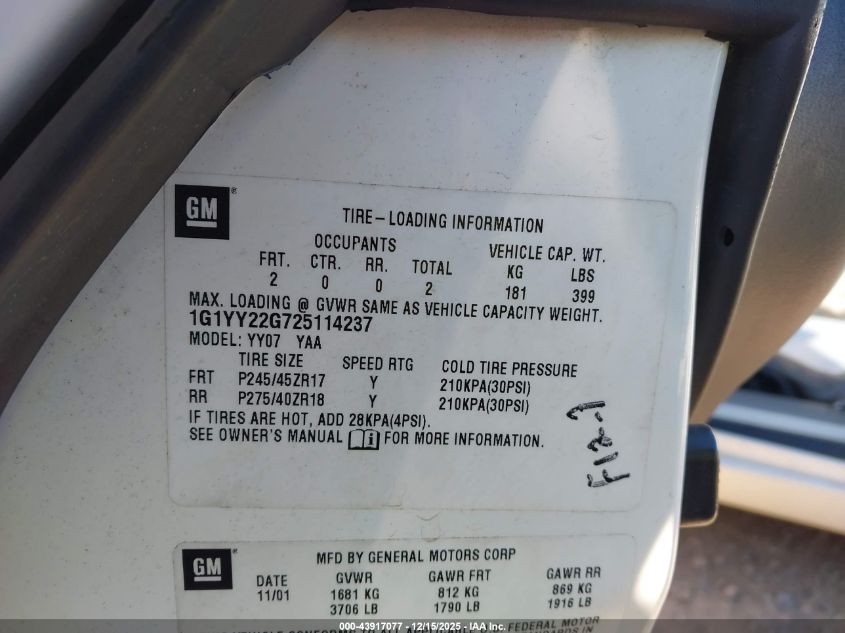 GM ®
TIRE-LOADING INFORMATION
OCCUPANTS VEHICLE CAP. WT.
FRT. CTR. RR. TOTAL KG LBS
2 0 0 2 181 399
MAX. LOADING @ GVWR SAME AS VEHICLE CAPACITY WEIGHT.
1G1YY22G725114237
MODEL: YY07 YAA
TIRE SIZE SPEED RTG COLD TIRE PRESSURE
FRT P245/45ZR17 Y 210KPA(30PSI)
RR P275/40ZR18 Y 210KPA(30PSI)
IF TIRES ARE HOT, ADD 28KPA(4PSI).
SEE OWNER'S MANUAL FOR MORE INFORMATION.
GM ®
MFD BY GENERAL MOTORS CORP
DATE GVWR GAWR FRT GAWR RR
11/01 1681 KG 812 KG 869 KG
3706 LB 1790 LB 1916 LB
000-43917077 - 12/15/2025 - IAA Inc.